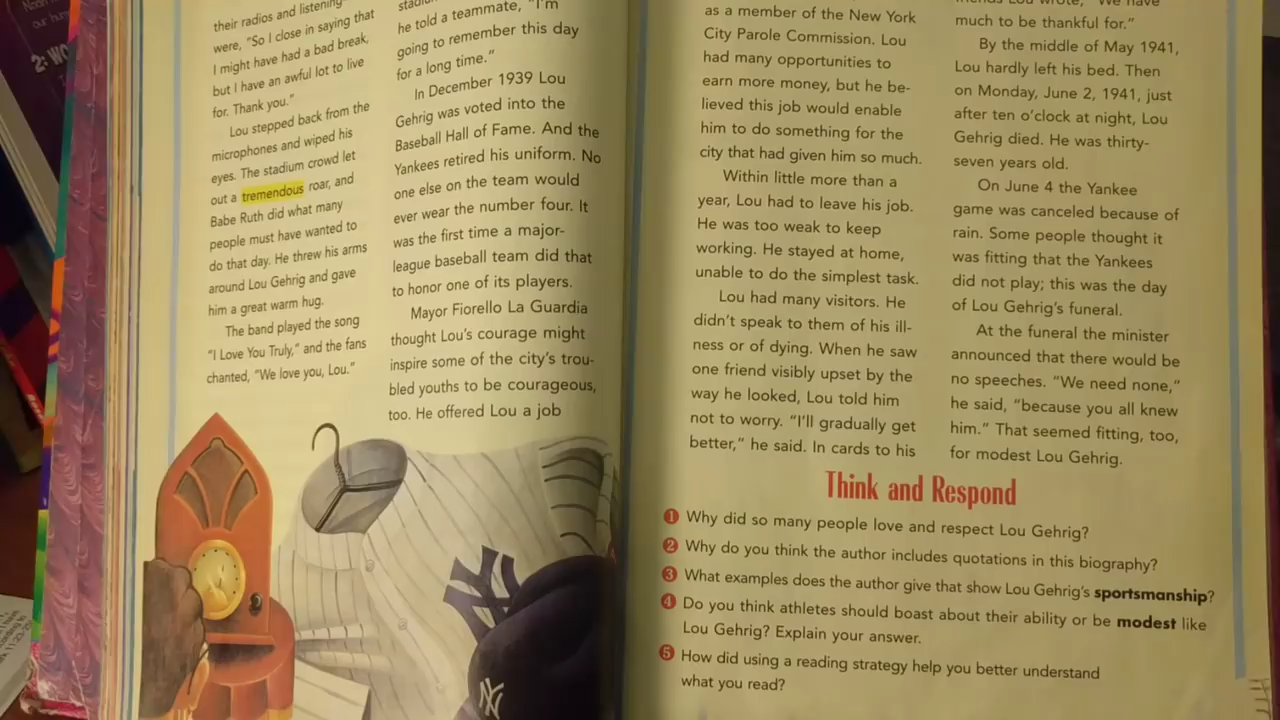 their radios and listening
were, "So I close in saying that
I might have had a bad break,
but I have an awful lot to live
for. Thank you."
Lou stepped back from the
microphones and wiped his
eyes. The stadium crowd let
out a tremendous roar, and
Babe Ruth did what many
people must have wanted to
do that day. He threw his arms
around Lou Gehrig and gave
him a great warm hug.
The band played the song
"I Love You Truly," and the fans
chanted, "We love you, Lou."
he told a teammate, "I'm
going to remember this day
for a long time."
In December 1939 Lou
Gehrig was voted into the
Baseball Hall of Fame. And the
Yankees retired his uniform. No
one else on the team would
ever wear the number four. It
was the first time a major-
league baseball team did that
to honor one of its players.
Mayor Fiorello La Guardia
thought Lou's courage might
inspire some of the city's trou-
bled youths to be courageous,
too. He offered Lou a job
as a member of the New York
City Parole Commission. Lou
had many opportunities to
earn more money, but he be-
lieved this job would enable
him to do something for the
city that had given him so much.
Within little more than a
year, Lou had to leave his job.
He was too weak to keep
working. He stayed at home,
unable to do the simplest task.
Lou had many visitors. He
didn't speak to them of his ill-
ness or of dying. When he saw
one friend visibly upset by the
way he looked, Lou told him
not to worry. "I'll gradually get
better," he said. In cards to his
friends Lou wrote, "We have
much to be thankful for."
By the middle of May 1941,
Lou hardly left his bed. Then
on Monday, June 2, 1941, just
after ten o'clock at night, Lou
Gehrig died. He was thirty-
seven years old.
On June 4 the Yankee
game was canceled because of
rain. Some people thought it
was fitting that the Yankees
did not play; this was the day
of Lou Gehrig's funeral.
At the funeral the minister
announced that there would be
no speeches. "We need none,"
he said, "because you all knew
him." That seemed fitting, too,
for modest Lou Gehrig.
Think and Respond
1 Why did so many people love and respect Lou Gehrig?
2 Why do you think the author includes quotations in this biography?
3 What examples does the author give that show Lou Gehrig's sportsmanship?
4 Do you think athletes should boast about their ability or be modest like
Lou Gehrig? Explain your answer.
5 How did using a reading strategy help you better understand
what you read?
NY
NY